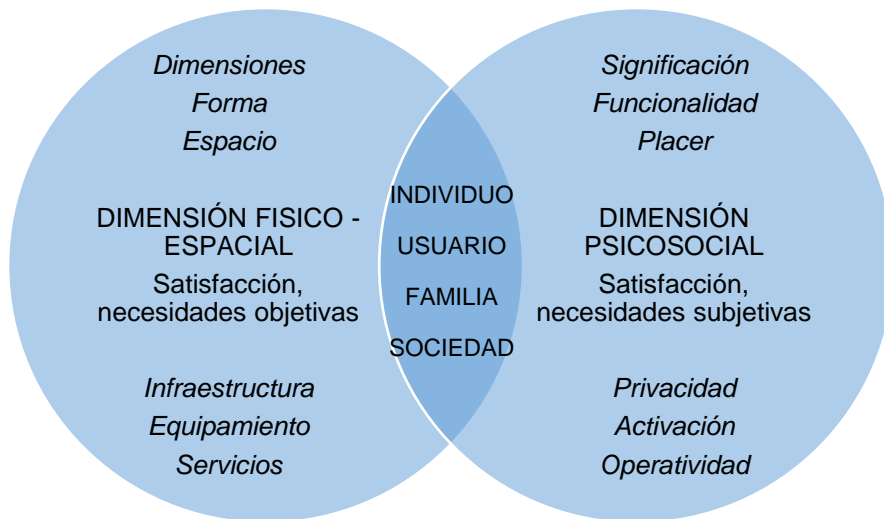 Dimensiones
Forma
Espacio
DIMENSIÓN FISICO -
ESPACIAL
Satisfacción,
necesidades objetivas
Infraestructura
Equipamiento
Servicios
INDIVIDUO
USUARIO
FAMILIA
SOCIEDAD
Significación
Funcionalidad
Placer
DIMENSIÓN
PSICOSOCIAL
Satisfacción,
necesidades subjetivas
Privacidad
Activación
Operatividad